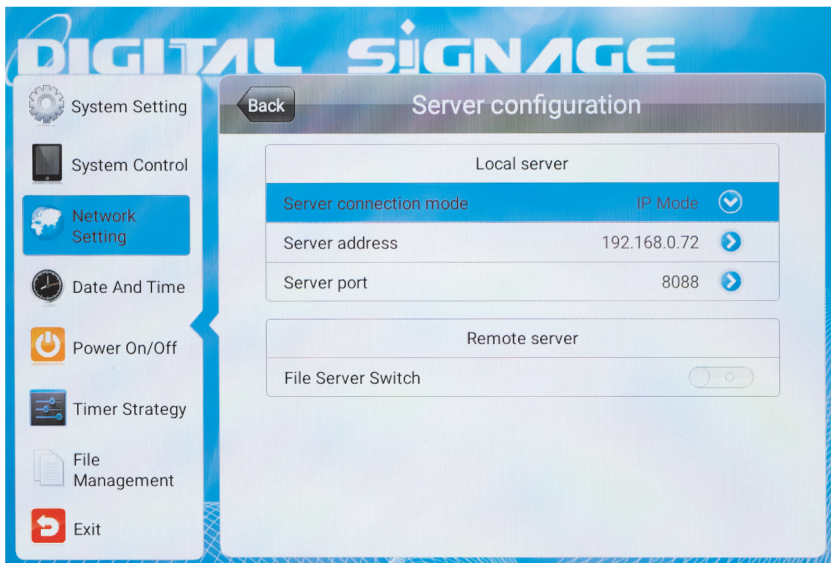 DIGITAL SiGNAGE
System Setting
System Control
Network
Setting
Date And Time
Power On/Off
Timer Strategy
File
Management
Exit
Back
Server configuration
Local server
Server connection mode IP Mode
Server address 192.168.0.72
Server port 8088
Remote server
File Server Switch